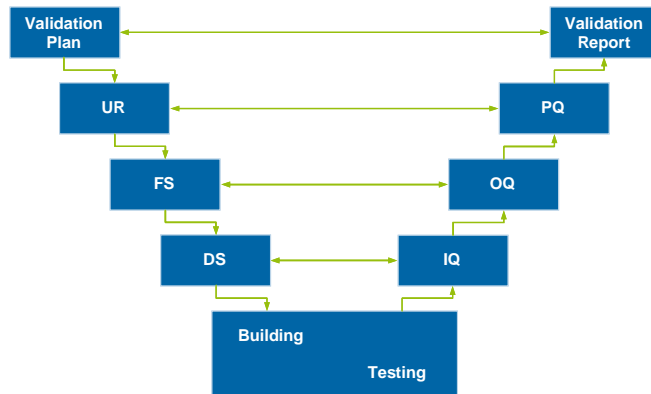 Validation
Plan
Validation
Report
UR
PQ
FS
OQ
DS
IQ
Building
Testing